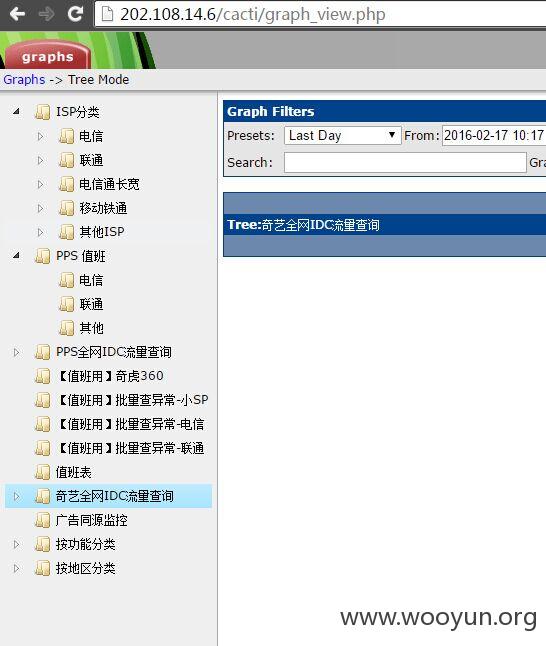 202.108.14.6/cacti/graph_view.php
graphs
Graphs -> Tree Mode
ISP分类
电信
联通
电信通长宽
移动铁通
其他ISP
PPS 值班
电信
联通
其他
PPS全网IDC流量查询
【值班用】奇虎360
【值班用】批量查异常-小SP
【值班用】批量查异常-电信
【值班用】批量查异常-联通
值班表
奇艺全网IDC流量查询
广告同源监控
按功能分类
按地区分类
Graph Filters
Presets: Last Day From: 2016-02-17 10:17
Search: Gra
Tree:奇艺全网IDC流量查询
www.wooyun.org